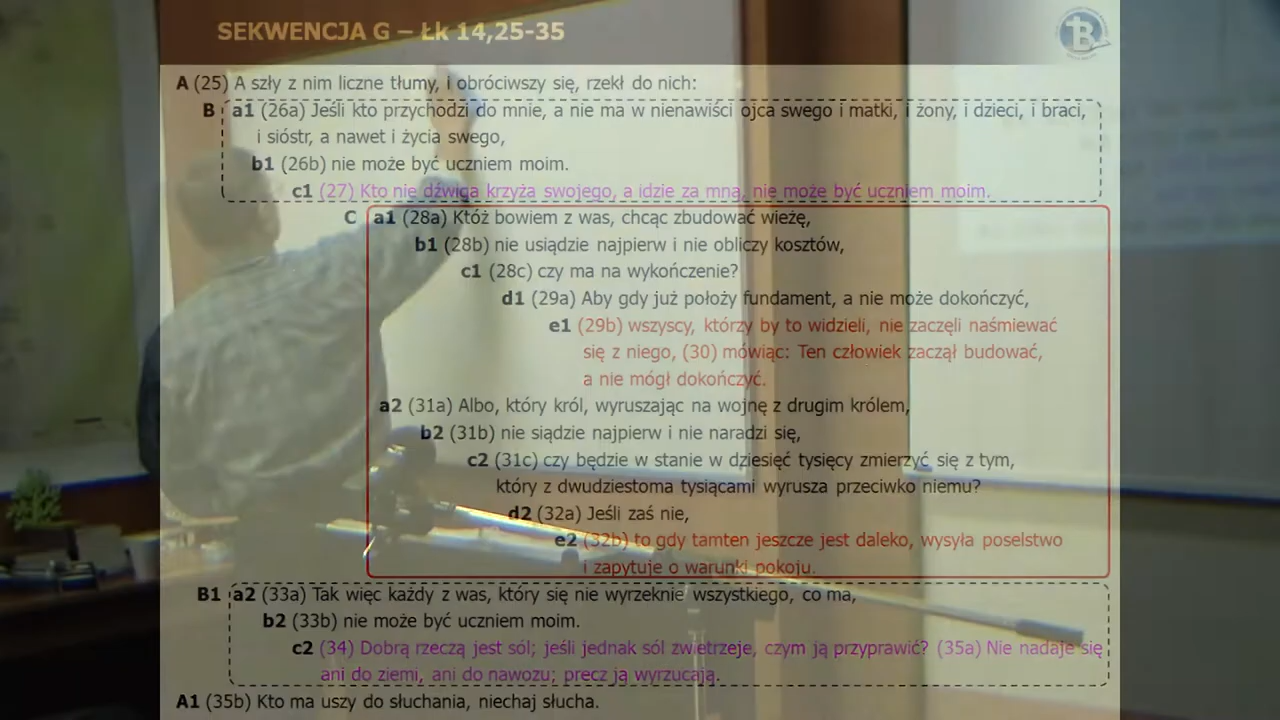 SEKWENCJA G – Łk 14,25-35
A (25) A szły z nim liczne tłumy, i obróciwszy się, rzekł do nich:
B a1 (26a) Jeśli kto przychodzi do mnie, a nie ma w nienawiści ojca swego i matki, i żony, i dzieci, i braci,
i sióstr, a nawet i życia swego,
b1 (26b) nie może być uczniem moim.
c1 (27) Kto nie dźwiga krzyża swojego, a idzie za mną, nie może być uczniem moim.
C a1 (28a) Któż bowiem z was, chcąc zbudować wieżę,
b1 (28b) nie usiądzie najpierw i nie obliczy kosztów,
c1 (28c) czy ma na wykończenie?
d1 (29a) Aby gdy już położy fundament, a nie może dokończyć,
e1 (29b) wszyscy, którzy by to widzieli, nie zaczęli naśmiewać
się z niego, (30) mówiąc: Ten człowiek zaczął budować,
a nie mógł dokończyć.
a2 (31a) Albo, który król, wyruszając na wojnę z drugim królem,
b2 (31b) nie siądzie najpierw i nie naradzi się,
c2 (31c) czy będzie w stanie w dziesięć tysięcy zmierzyć się z tym,
który z dwudziestoma tysiącami wyrusza przeciwko niemu?
d2 (32a) Jeśli zaś nie,
e2 (32b) to gdy tamten jeszcze jest daleko, wysyła poselstwo
i zapytuje o warunki pokoju.
B1 a2 (33a) Tak więc każdy z was, który się nie wyrzeknie wszystkiego, co ma,
b2 (33b) nie może być uczniem moim.
c2 (34) Dobrą rzeczą jest sól; jeśli jednak sól zwietrzeje, czym ją przyprawić? (35a) Nie nadaje się
ani do ziemi, ani do nawozu; precz ją wyrzucają.
A1 (35b) Kto ma uszy do słuchania, niechaj słucha.